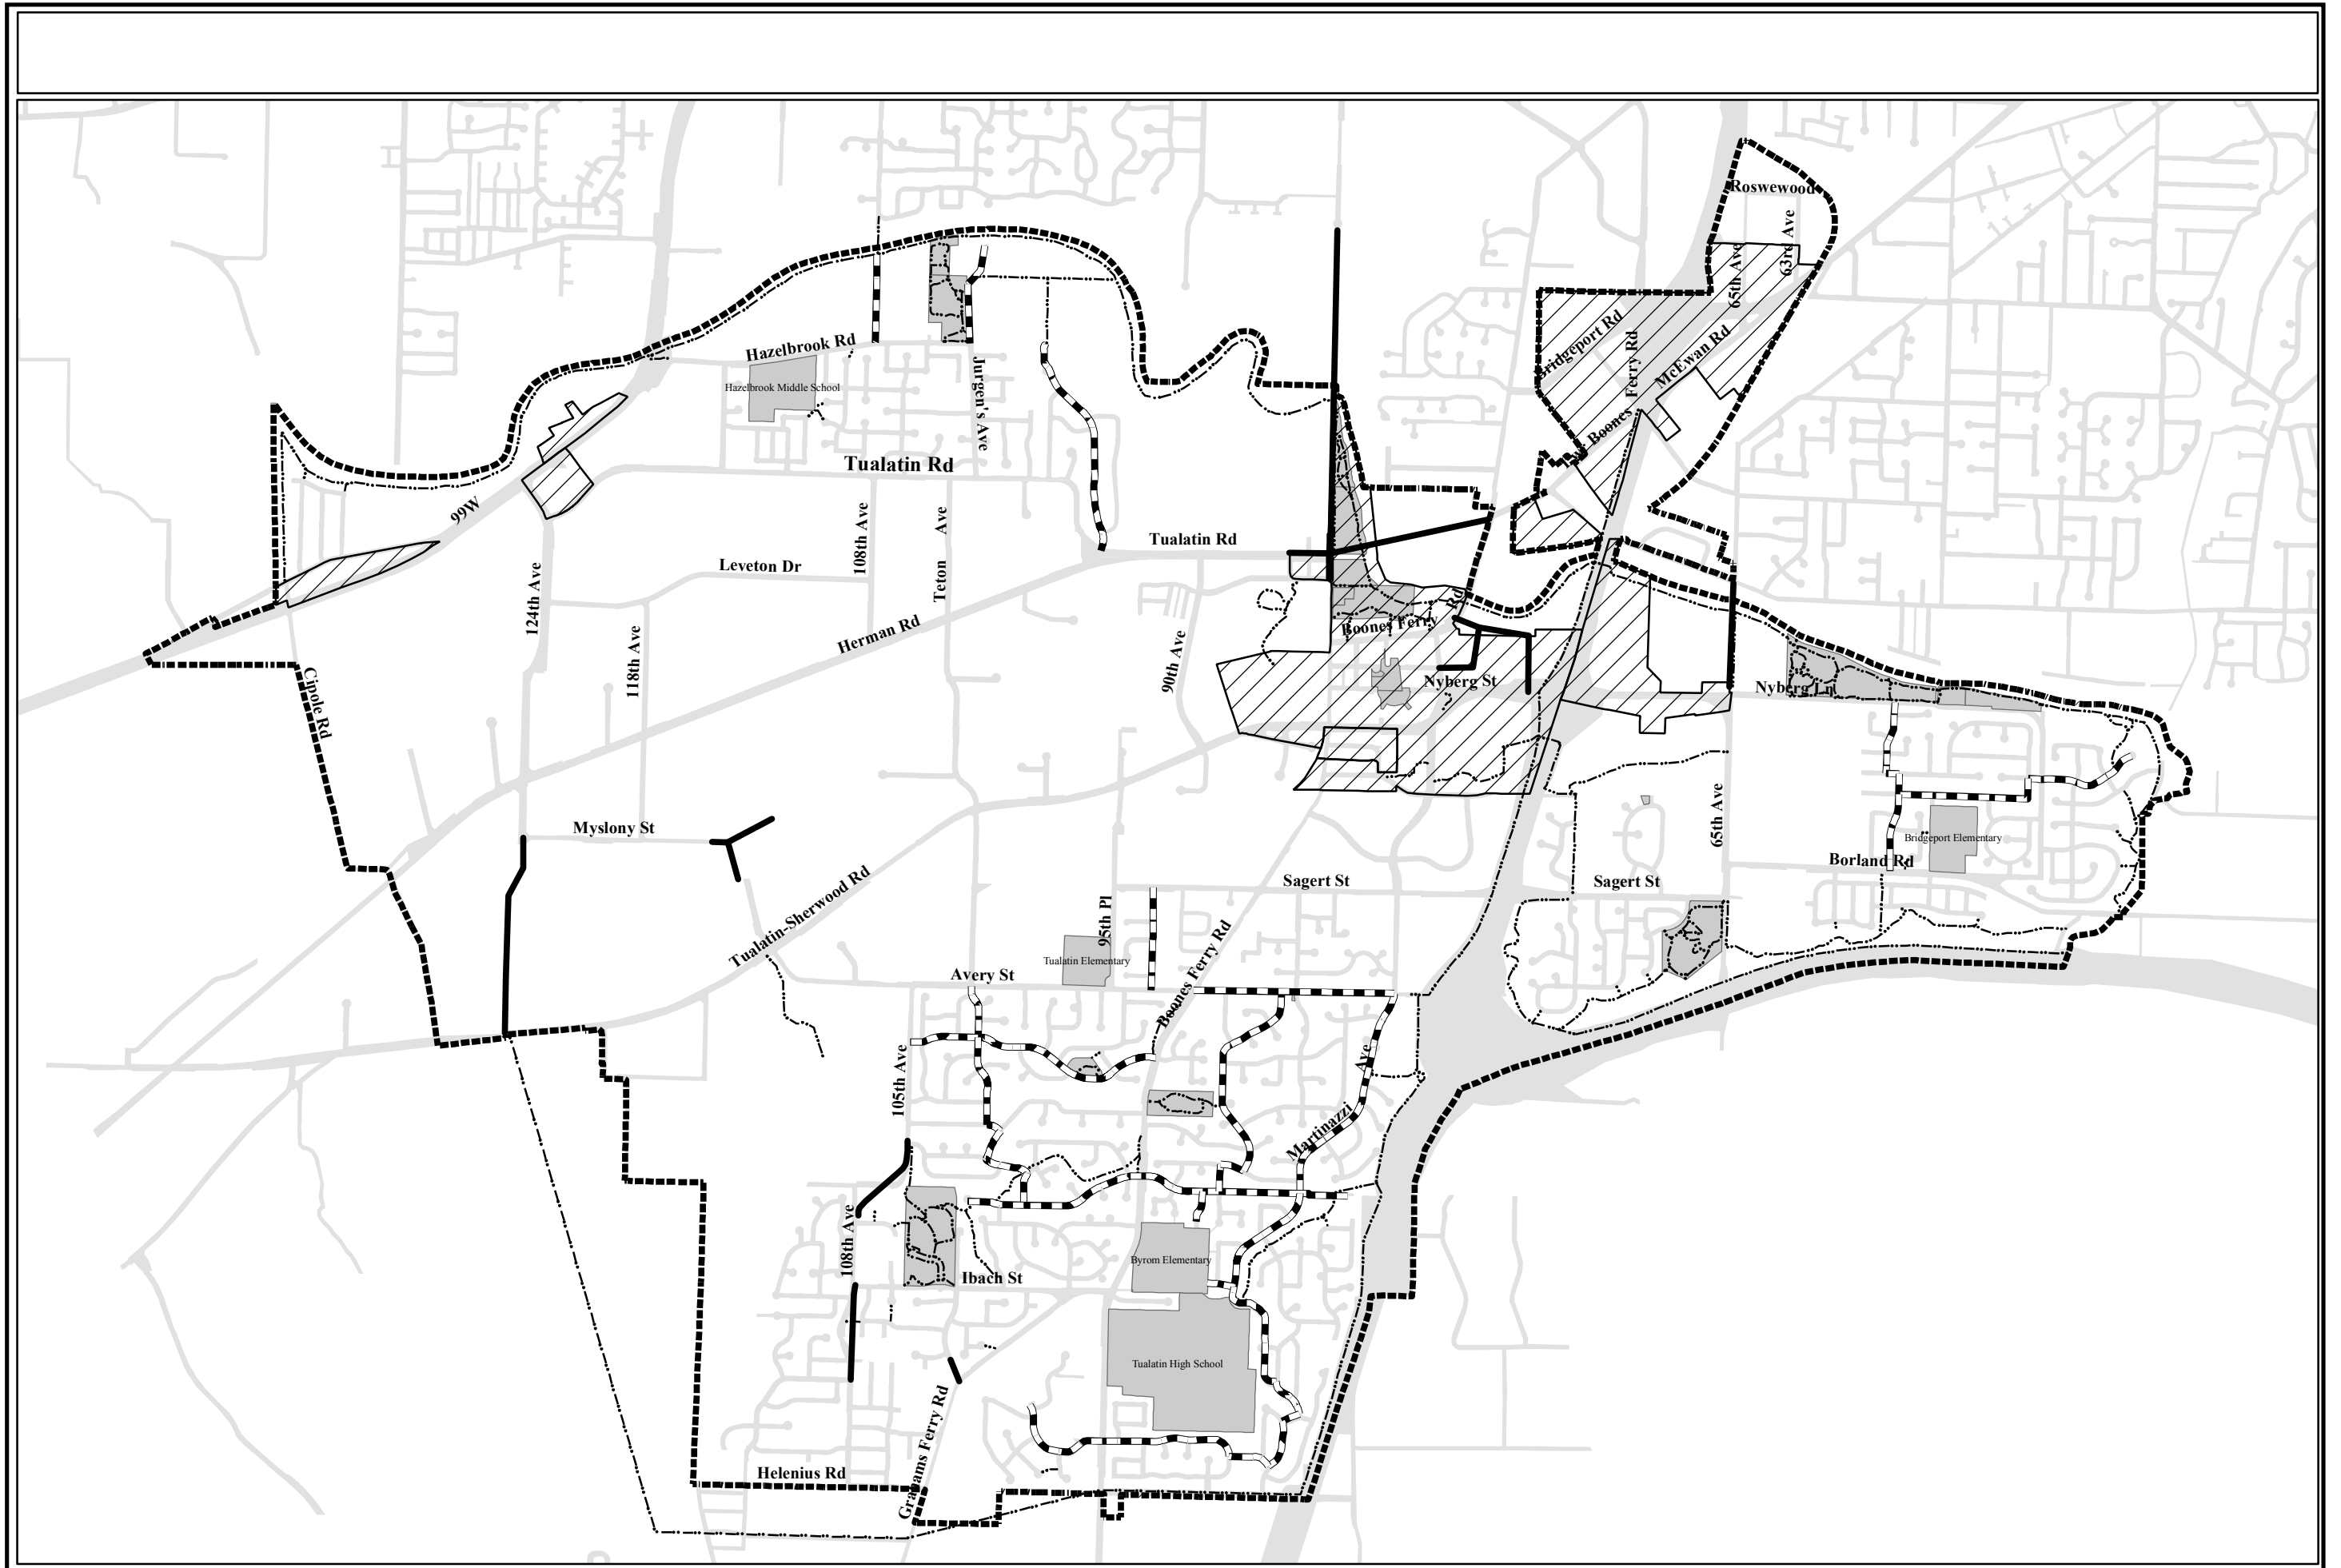 Roswewood
63rd Ave
65th Ave
Bridgeport Rd
Boones Ferry Rd
McEwan Rd
Hazelbrook Rd
Hazelbrook Middle School
Jurgen's Ave
Tualatin Rd
99W
108th Ave
Teton Ave
Tualatin Rd
Leveton Dr
124th Ave
118th Ave
Herman Rd
90th Ave
Boones Ferry Rd
Nyberg St
Nyberg Ln
Cipole Rd
Myslony St
65th Ave
Bridgeport Elementary
Borland Rd
Sagert St
Sagert St
Tualatin-Sherwood Rd
95th Pl
Boones Ferry Rd
Tualatin Elementary
Avery St
105th Ave
Martinazzi Ave
108th Ave
Byrom Elementary
Ibach St
Tualatin High School
Grahams Ferry Rd
Helenius Rd